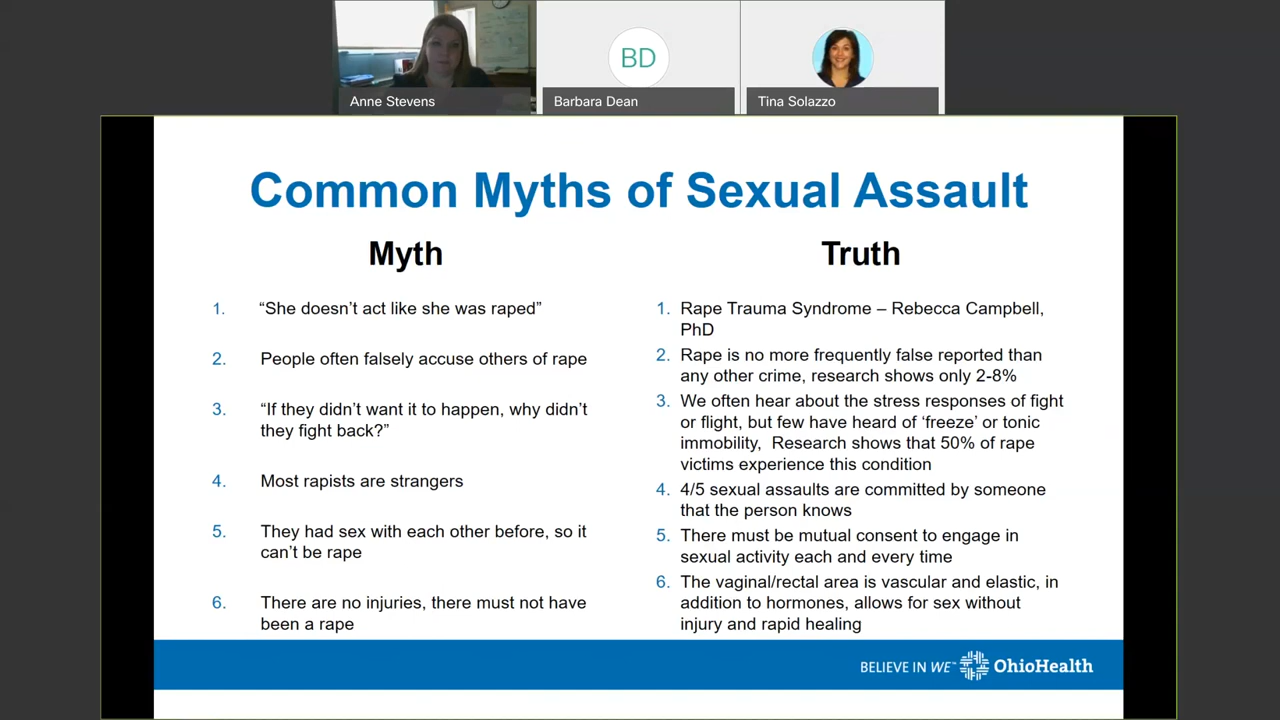 BD
Anne Stevens
Barbara Dean
Tina Solazzo
Common Myths of Sexual Assault
Myth
1. “She doesn’t act like she was raped”
2. People often falsely accuse others of rape
3. “If they didn’t want it to happen, why didn’t
they fight back?”
4. Most rapists are strangers
5. They had sex with each other before, so it
can’t be rape
6. There are no injuries, there must not have
been a rape
Truth
1. Rape Trauma Syndrome – Rebecca Campbell,
PhD
2. Rape is no more frequently false reported than
any other crime, research shows only 2-8%
3. We often hear about the stress responses of fight
or flight, but few have heard of ‘freeze’ or tonic
immobility,  Research shows that 50% of rape
victims experience this condition
4. 4/5 sexual assaults are committed by someone
that the person knows
5. There must be mutual consent to engage in
sexual activity each and every time
6. The vaginal/rectal area is vascular and elastic, in
addition to hormones, allows for sex without
injury and rapid healing
BELIEVE IN WE™ OhioHealth